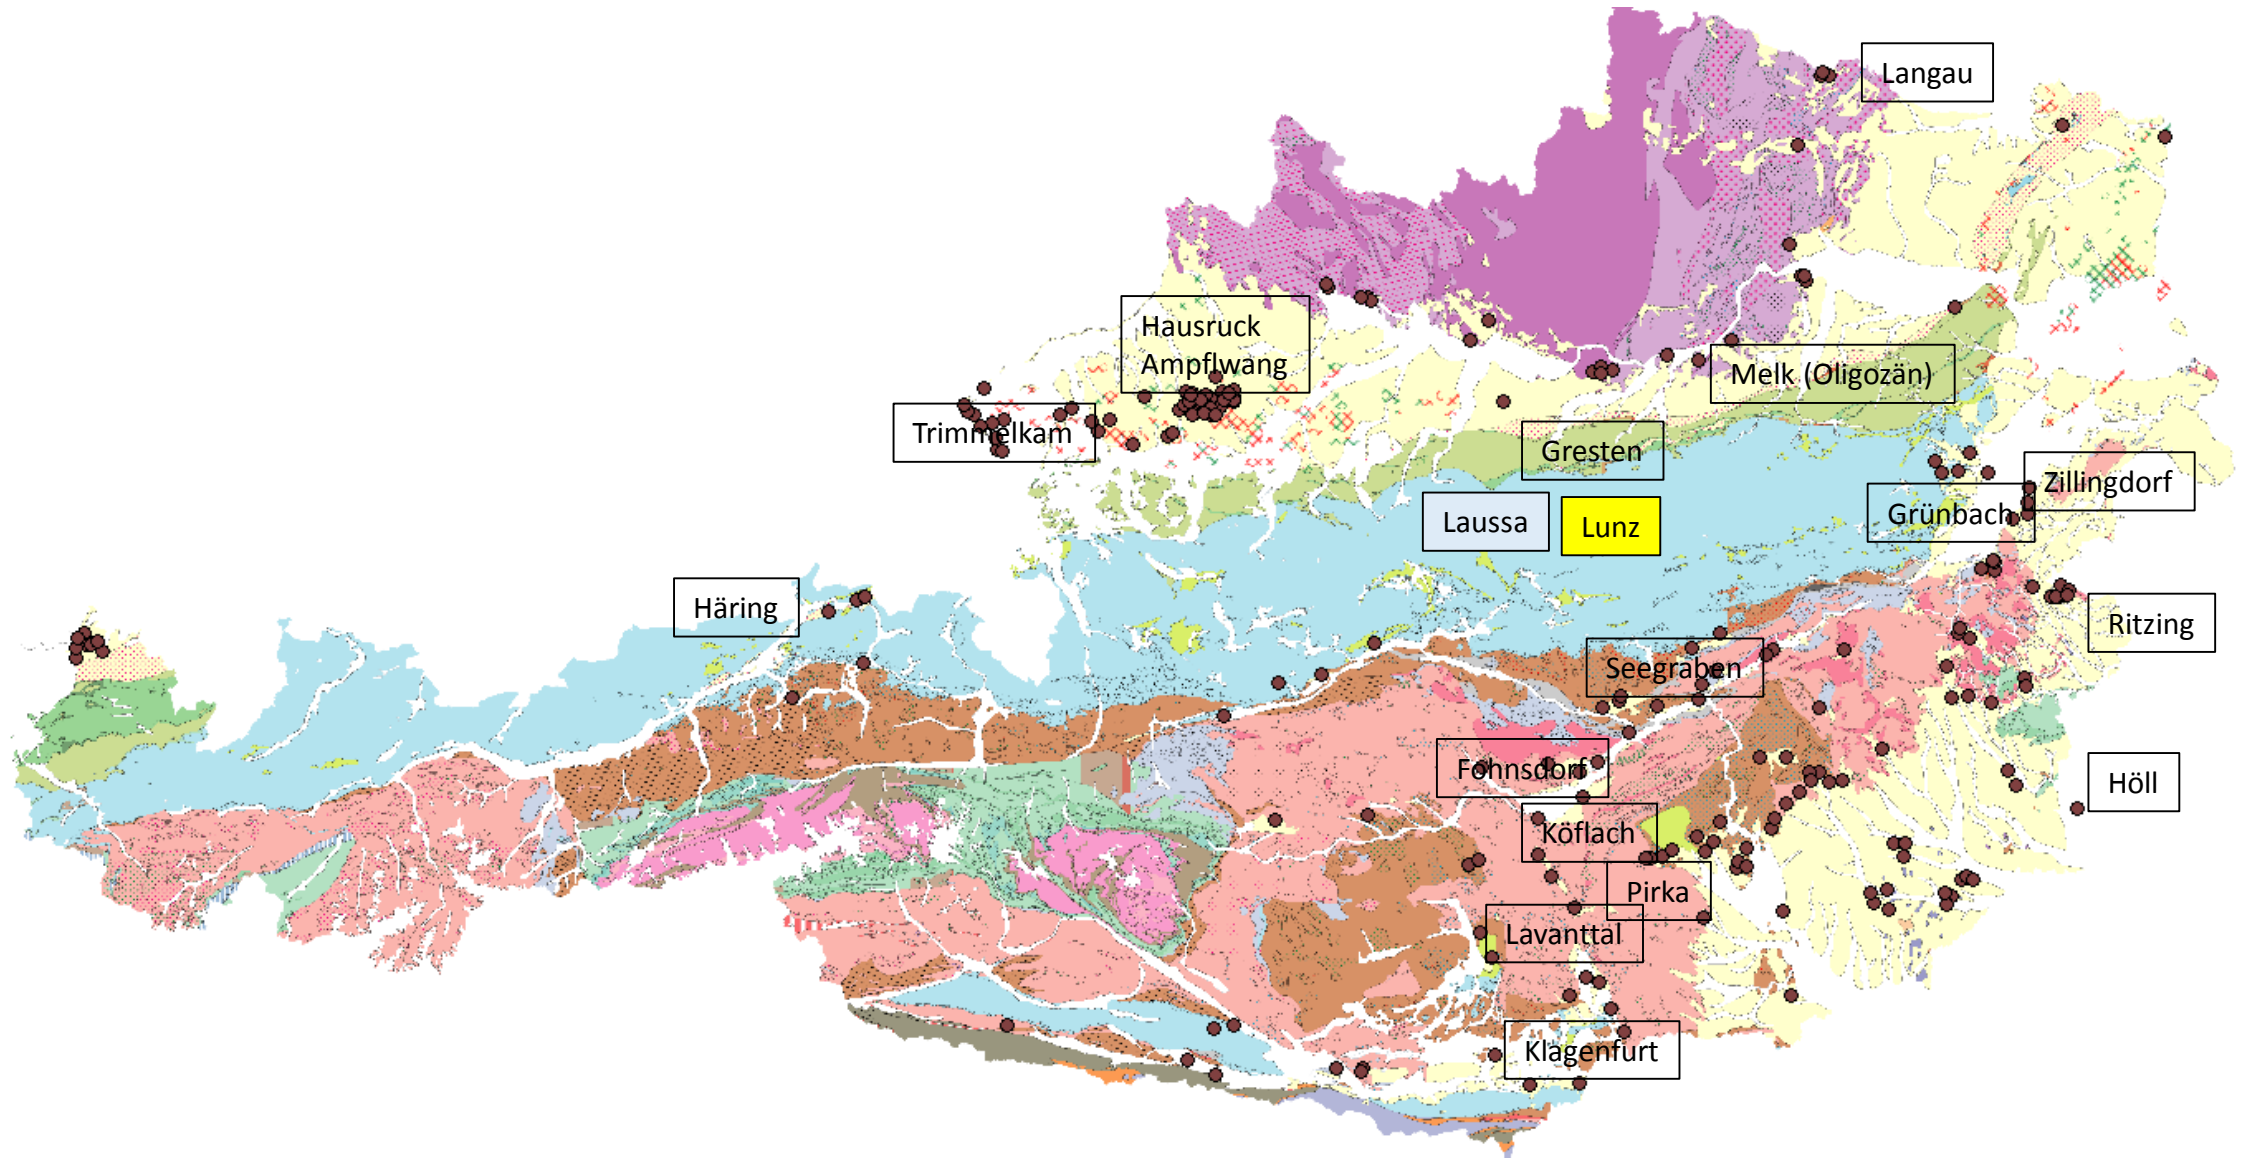 Langau
Hausruck
Ampflwang
Melk (Oligozän)
Trimmelkam
Gresten
Zillingdorf
Laussa
Lunz
Grünbach
Häring
Ritzing
Seegraben
Fohnsdorf
Höll
Köflach
Pirka
Lavanttal
Klagenfurt